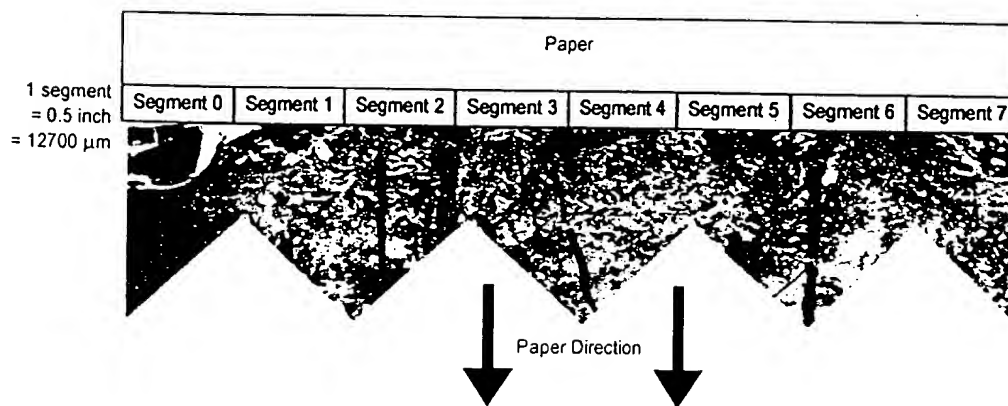 Paper
1 segment
= 0.5 inch
= 12700 µm
Segment 0 Segment 1 Segment 2 Segment 3 Segment 4 Segment 5 Segment 6 Segment 7
Paper Direction